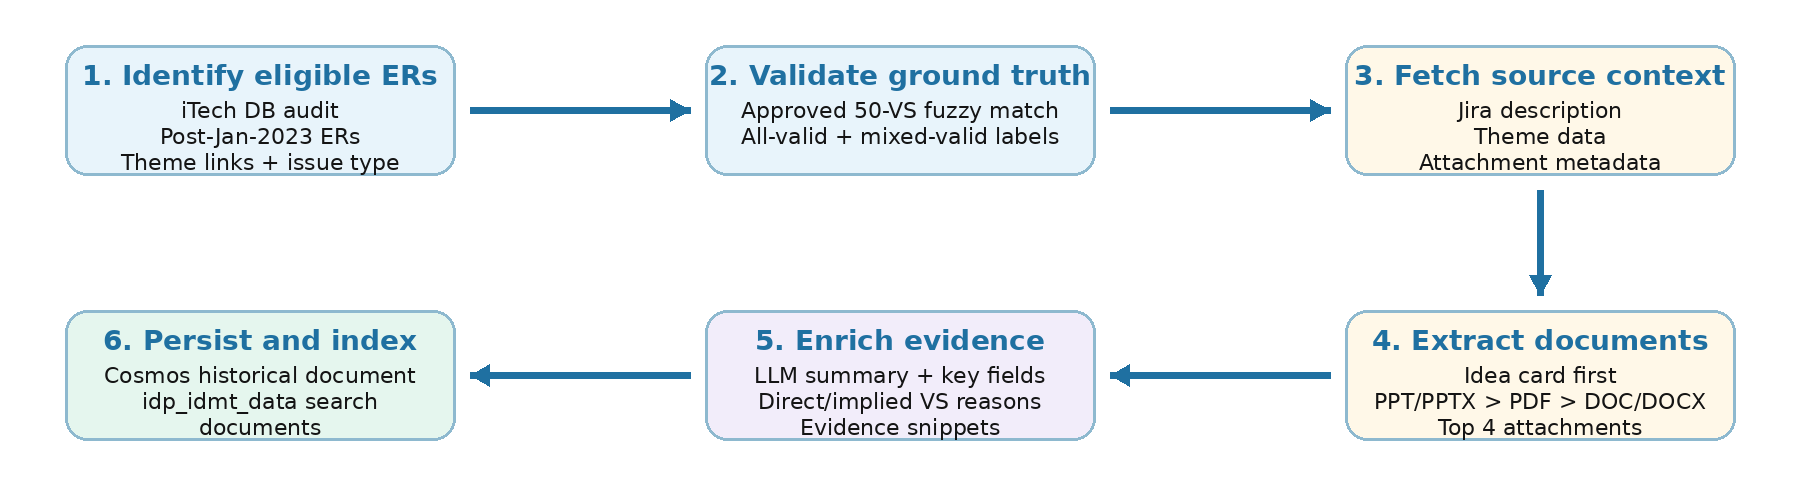 1. Identify eligible ERs
iTech DB audit
Post-Jan-2023 ERs
Theme links + issue type
2. Validate ground truth
Approved 50-VS fuzzy match
All-valid + mixed-valid labels
3. Fetch source context
Jira description
Theme data
Attachment metadata
4. Extract documents
Idea card first
PPT/PPTX > PDF > DOC/DOCX
Top 4 attachments
5. Enrich evidence
LLM summary + key fields
Direct/implied VS reasons
Evidence snippets
6. Persist and index
Cosmos historical document
idp_idmt_data search
documents